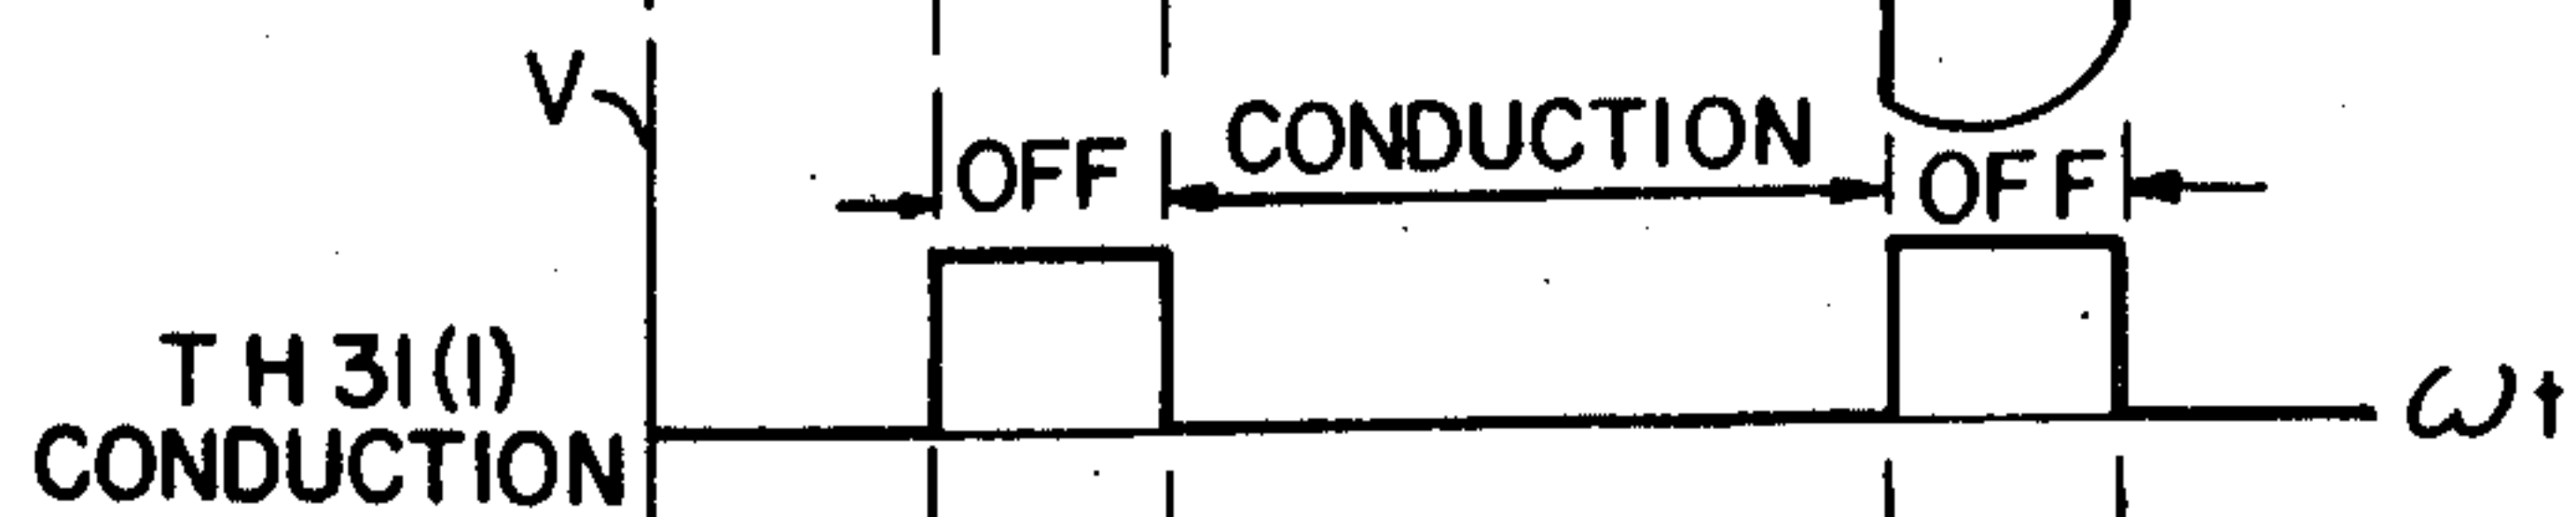 V
OFF
CONDUCTION
OFF
TH31(1)
CONDUCTION
ωt